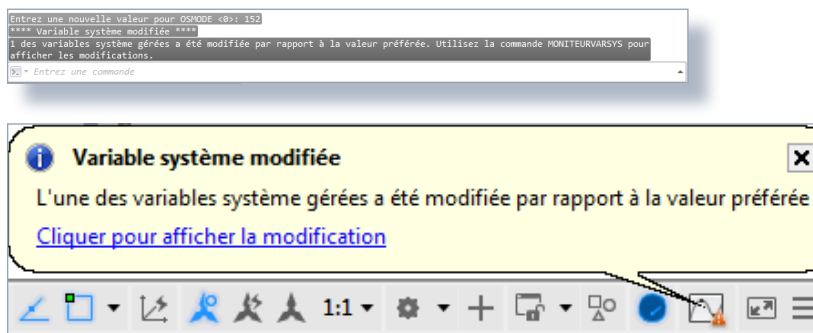 Entrez une nouvelle valeur pour OSMODE <0>: 152
**** Variable système modifiée ****
1 des variables système gérées a été modifiée par rapport à la valeur préférée. Utilisez la commande MONITEURVARSYS pour
afficher les modifications.
Entrez une commande
Variable système modifiée
L'une des variables système gérées a été modifiée par rapport à la valeur préférée
Cliquer pour afficher la modification
1:1